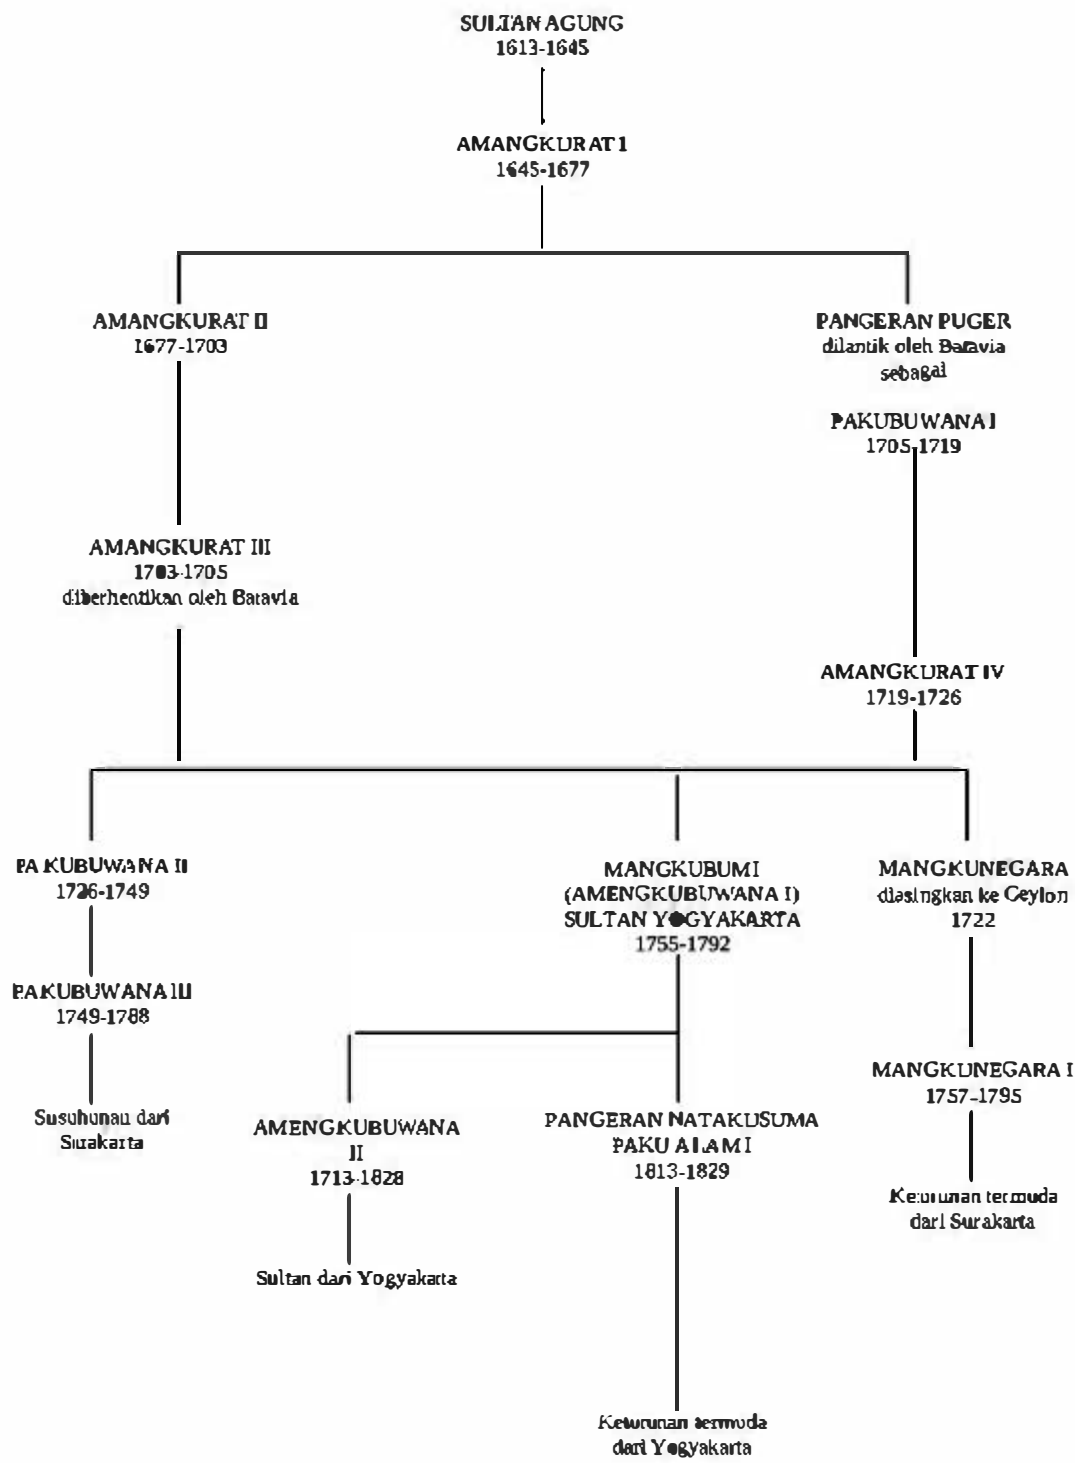 SULTAN AGUNG
1613-1645
AMANGKURAT I
1645-1677
AMANGKURAT II
1677-1703
PANGERAN PUGER
dilantik oleh Batavia
sebagai
PAKUBUWANA I
1705-1719
AMANGKURAT III
1703-1705
diberhentikan oleh Batavia
AMANGKURAT IV
1719-1726
PAKUBUWANA II
1726-1749
MANGKUBUMI
(AMENGKUBUWANA I)
SULTAN YOGYAKARTA
1755-1792
MANGKUNEGARA
diasingkan ke Ceylon
1722
PAKUBUWANA III
1749-1788
MANGKUNEGARA I
1757-1795
Susuhunan dari
Surakarta
AMENGKUBUWANA
II
1713-1828
PANGERAN NATAKUSUMA
PAKU ALAM I
1813-1829
Keturunan termuda
dari Surakarta
Sultan dari Yogyakarta
Keturunan termuda
dari Yogyakarta